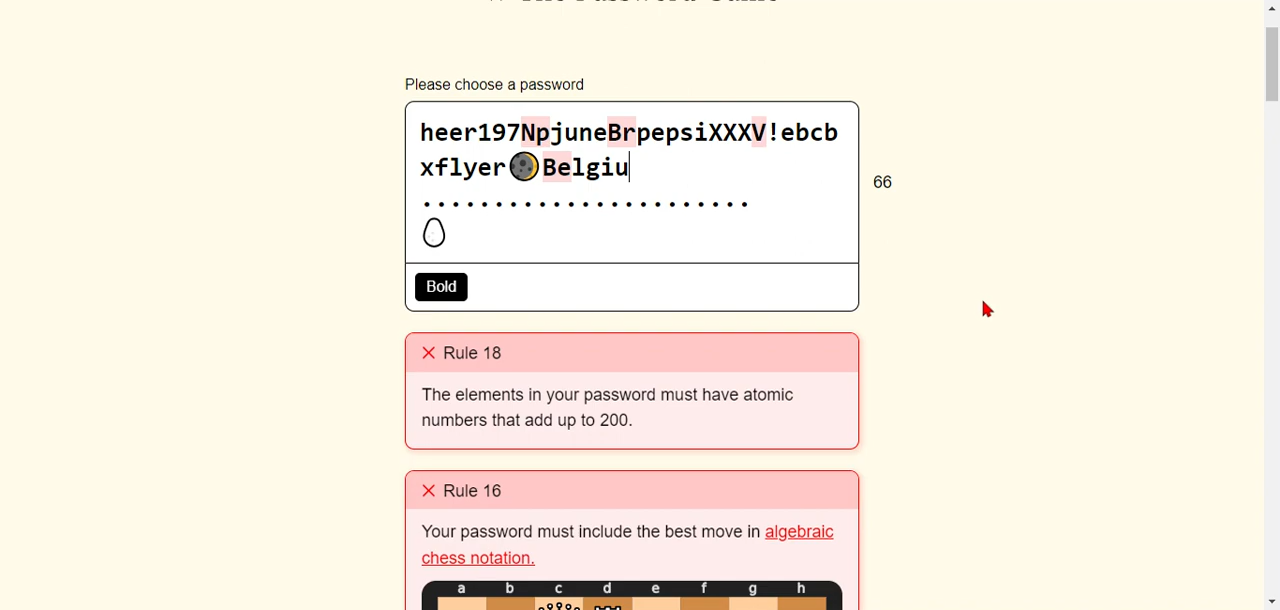 Please choose a password
heer197NpjuneBrpepsiXXXV!ebcb
xflyer🌘Belgiu
.......................
🥚
66
Bold
Rule 18
The elements in your password must have atomic
numbers that add up to 200.
Rule 16
Your password must include the best move in algebraic
chess notation.
a b c d e f g h